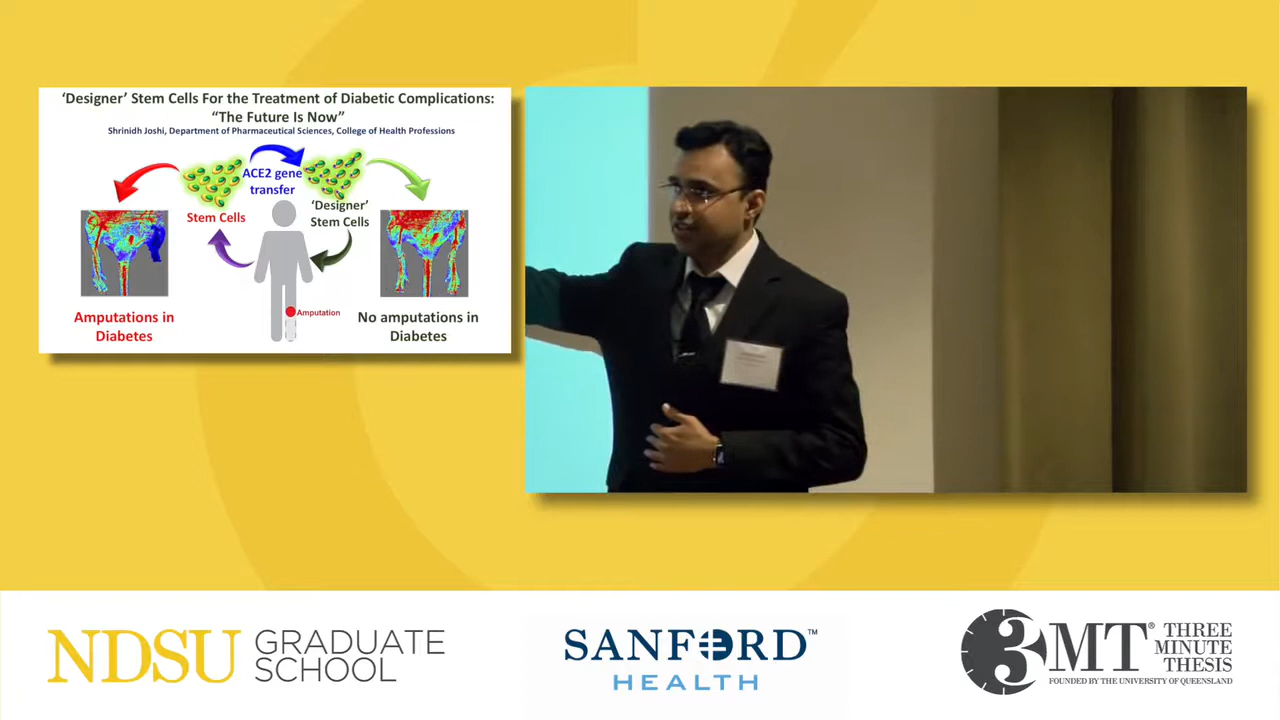 ‘Designer’ Stem Cells For the Treatment of Diabetic Complications:
“The Future Is Now”
Shrinidh Joshi, Department of Pharmaceutical Sciences, College of Health Professions
ACE2 gene
transfer
Stem Cells
‘Designer’
Stem Cells
Amputation
Amputations in
Diabetes
No amputations in
Diabetes
NDSU GRADUATE
SCHOOL
SANFORD™
HEALTH
3MT® THREE
MINUTE
THESIS
FOUNDED BY THE UNIVERSITY OF QUEENSLAND